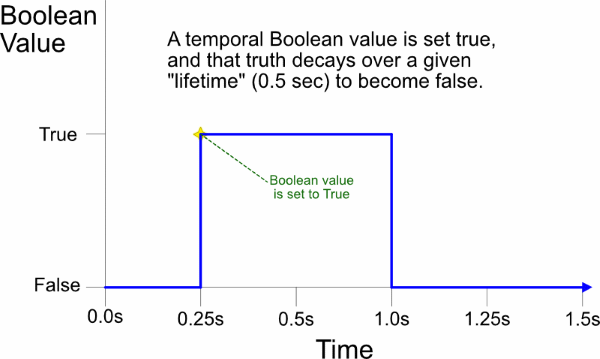 Boolean
Value
A temporal Boolean value is set true,
and that truth decays over a given
"lifetime" (0.5 sec) to become false.
True
Boolean value
is set to True
False
0.0s 0.25s 0.5s 1.0s 1.25s 1.5s
Time